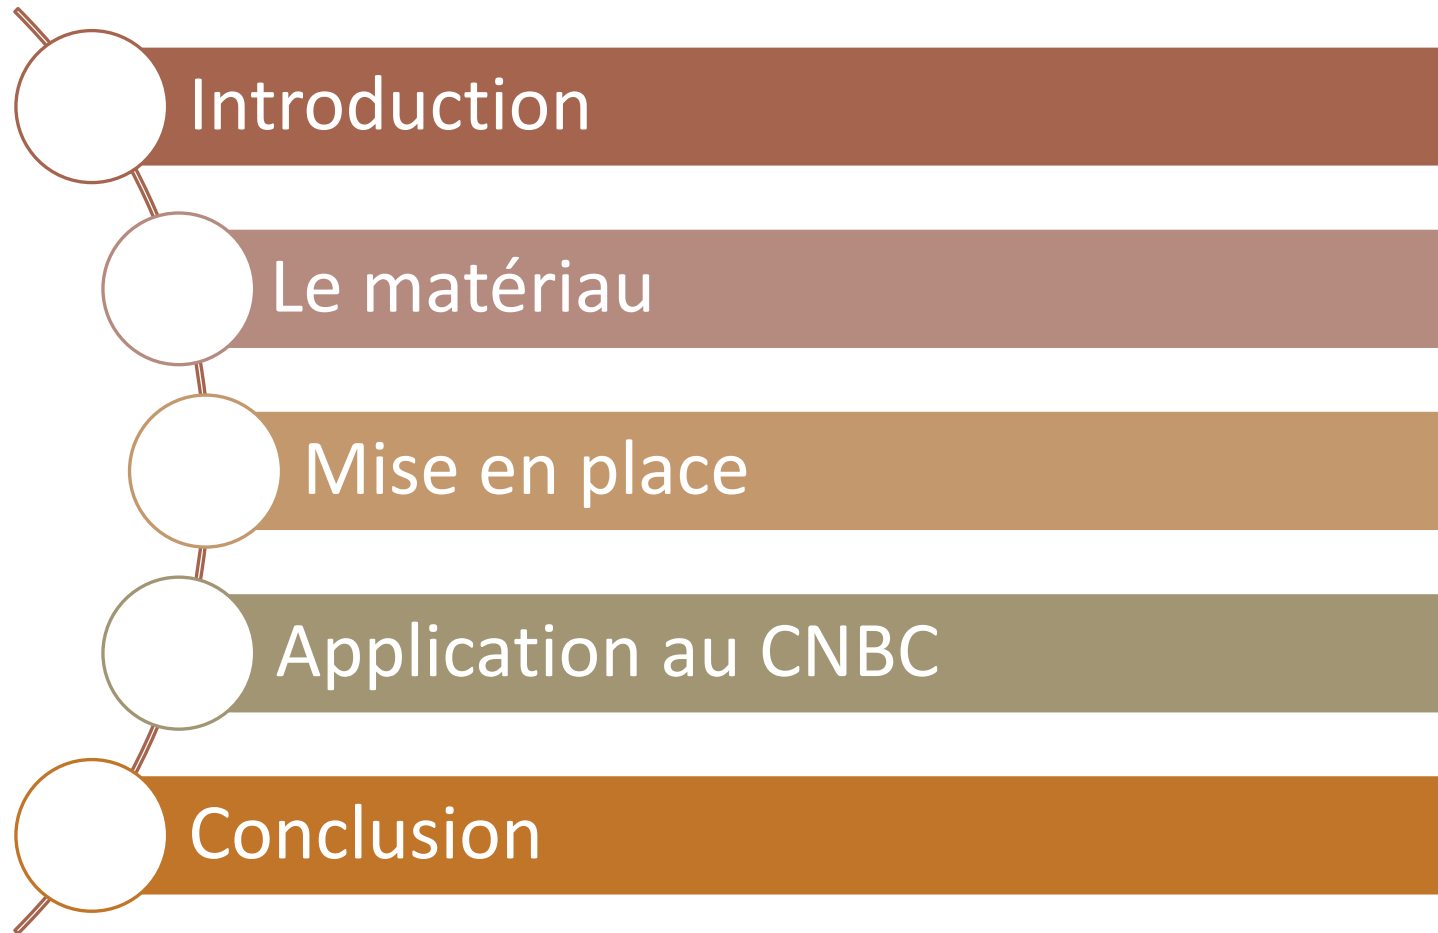 Introduction
Le matériau
Mise en place
Application au CNBC
Conclusion